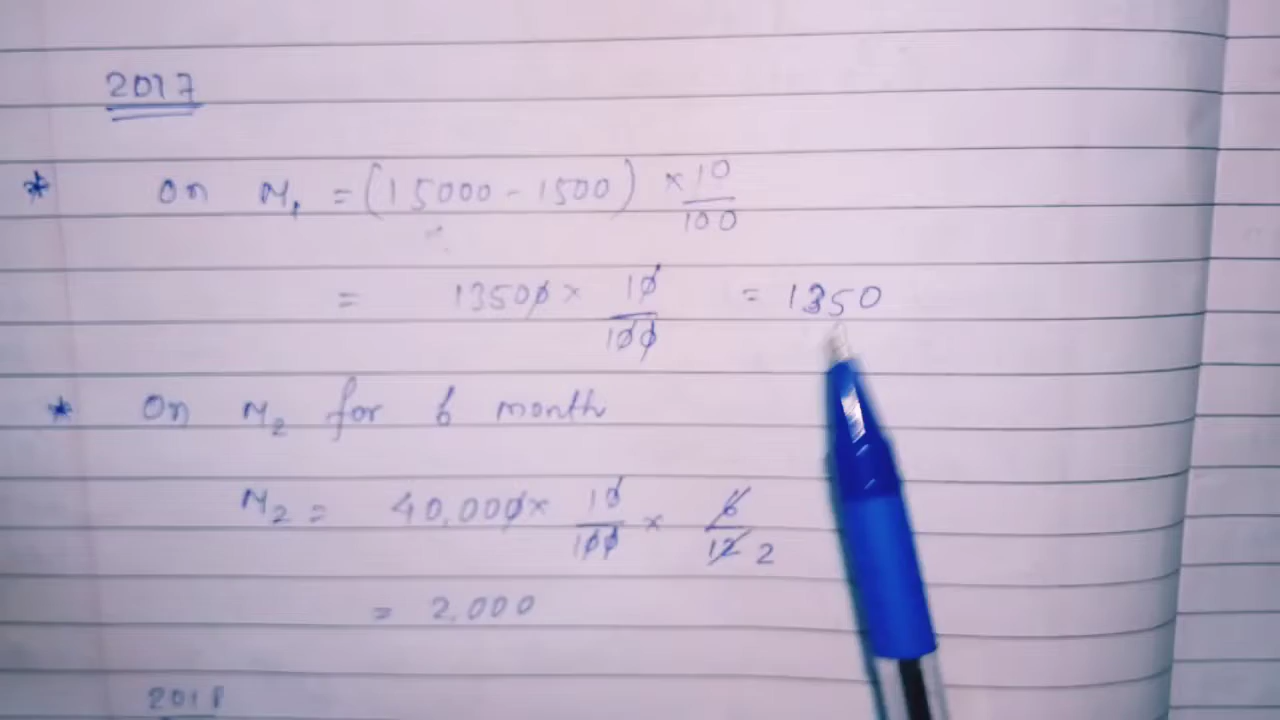 2017
* On M₁ = (15000 - 1500) × 10/100
= 13500 × 10/100 = 1350
* On M₂ for 6 month
M₂ = 40,000 × 10/100 × 6/12 2
= 2,000
2018